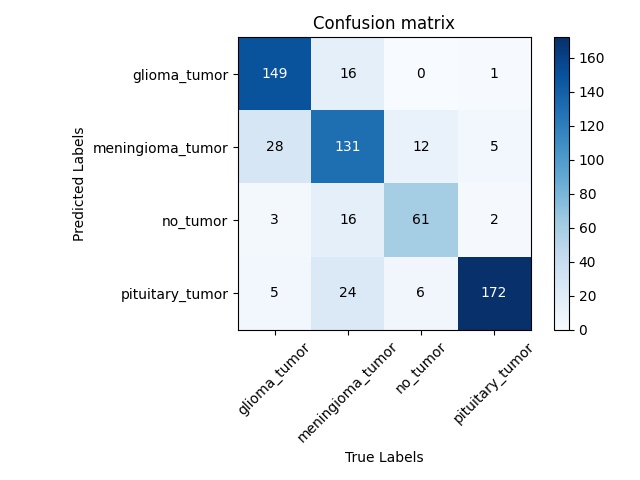 Confusion matrix
Predicted Labels
glioma_tumor 149 16 0 1
meningioma_tumor 28 131 12 5
no_tumor 3 16 61 2
pituitary_tumor 5 24 6 172
glioma_tumor meningioma_tumor no_tumor pituitary_tumor
True Labels
160
140
120
100
80
60
40
20
0